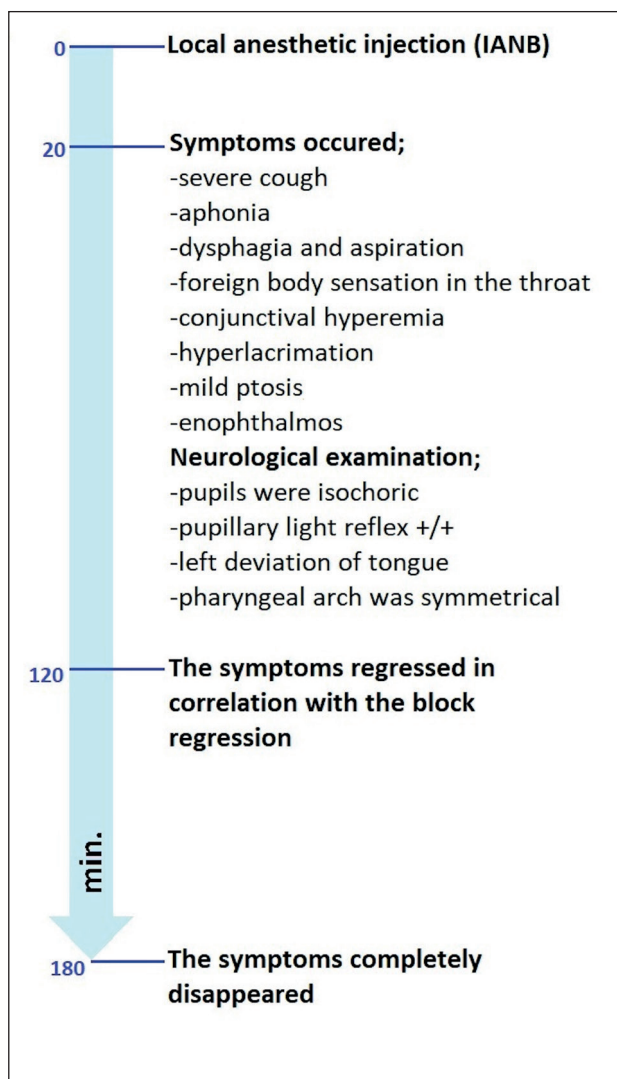 0 Local anesthetic injection (IANB)
20 Symptoms occured;
-severe cough
-aphonia
-dysphagia and aspiration
-foreign body sensation in the throat
-conjunctival hyperemia
-hyperlacrimation
-mild ptosis
-enophthalmos
Neurological examination;
-pupils were isochoric
-pupillary light reflex +/+
-left deviation of tongue
-pharyngeal arch was symmetrical
120 The symptoms regressed in
correlation with the block
regression
min.
180 The symptoms completely
disappeared